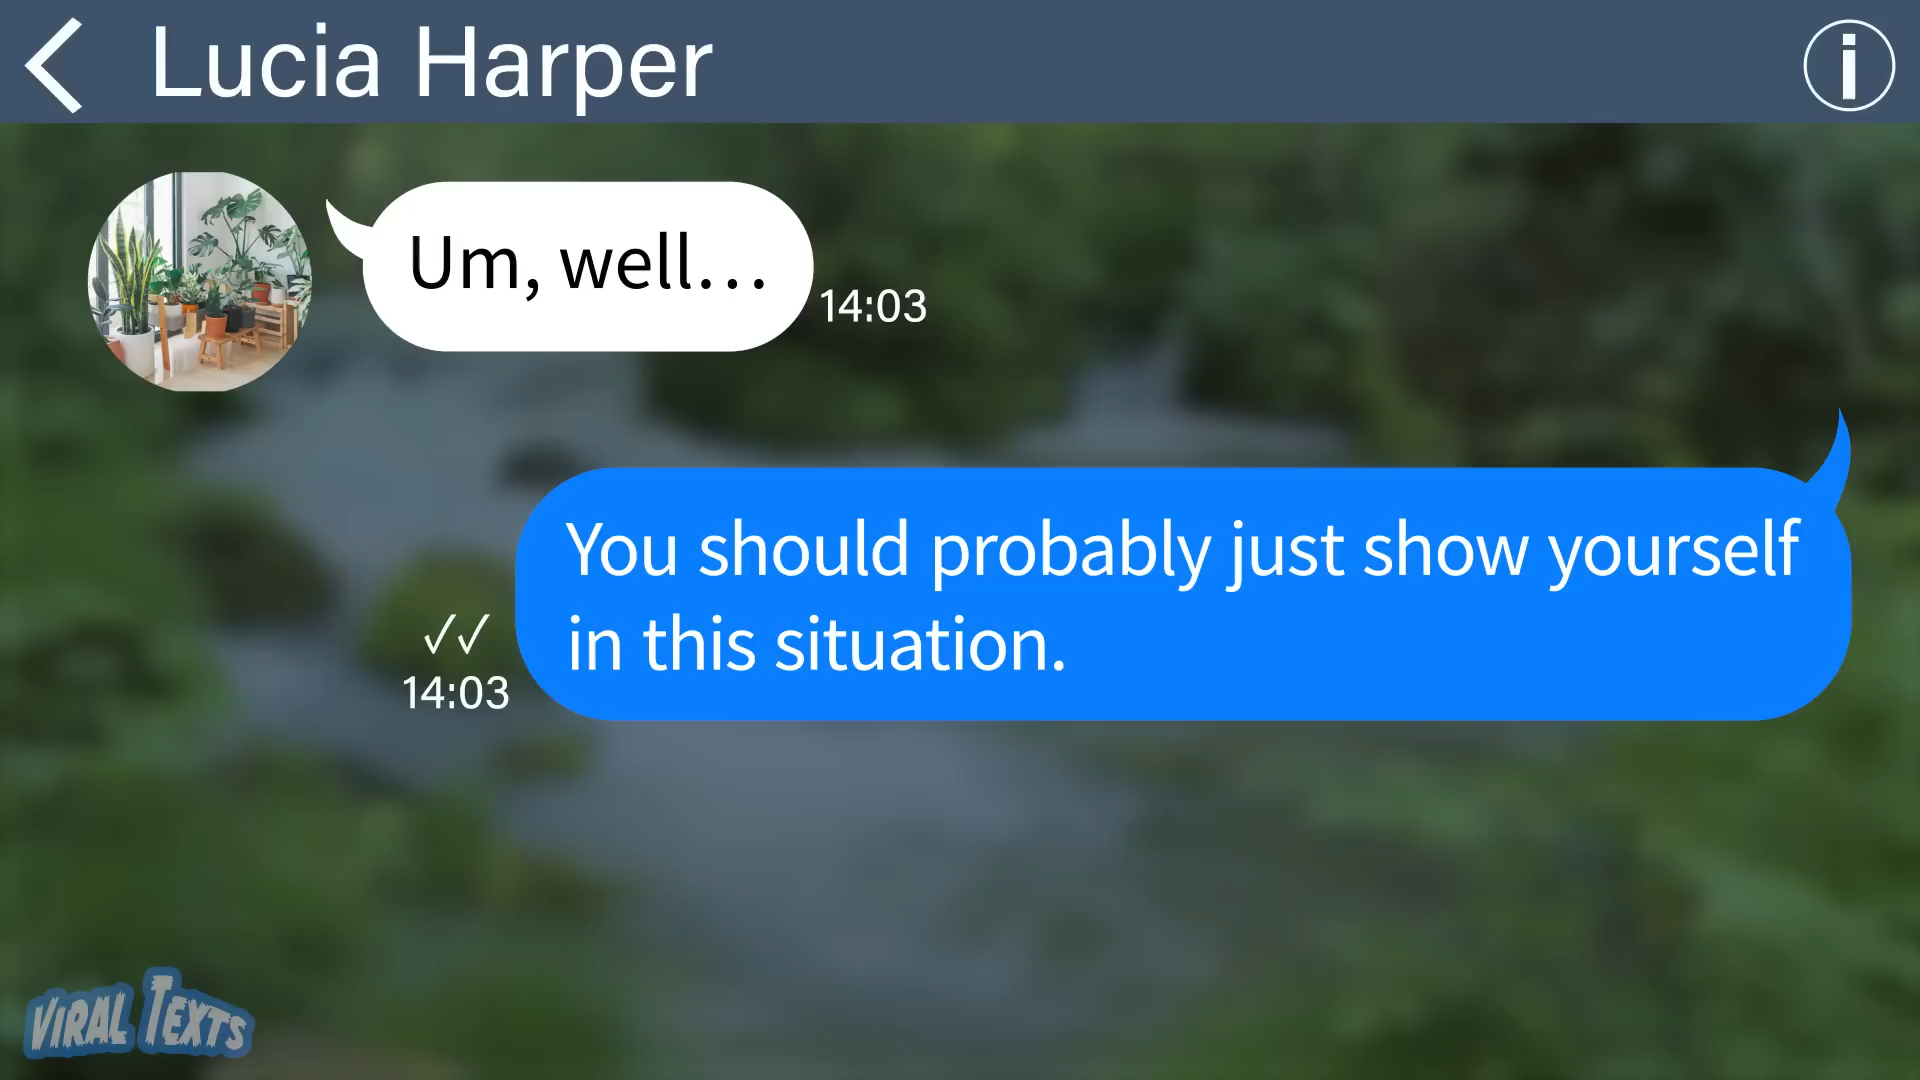 Lucia Harper
Um, well…
14:03
You should probably just show yourself
in this situation.
✓✓
14:03
VIRAL TEXTS